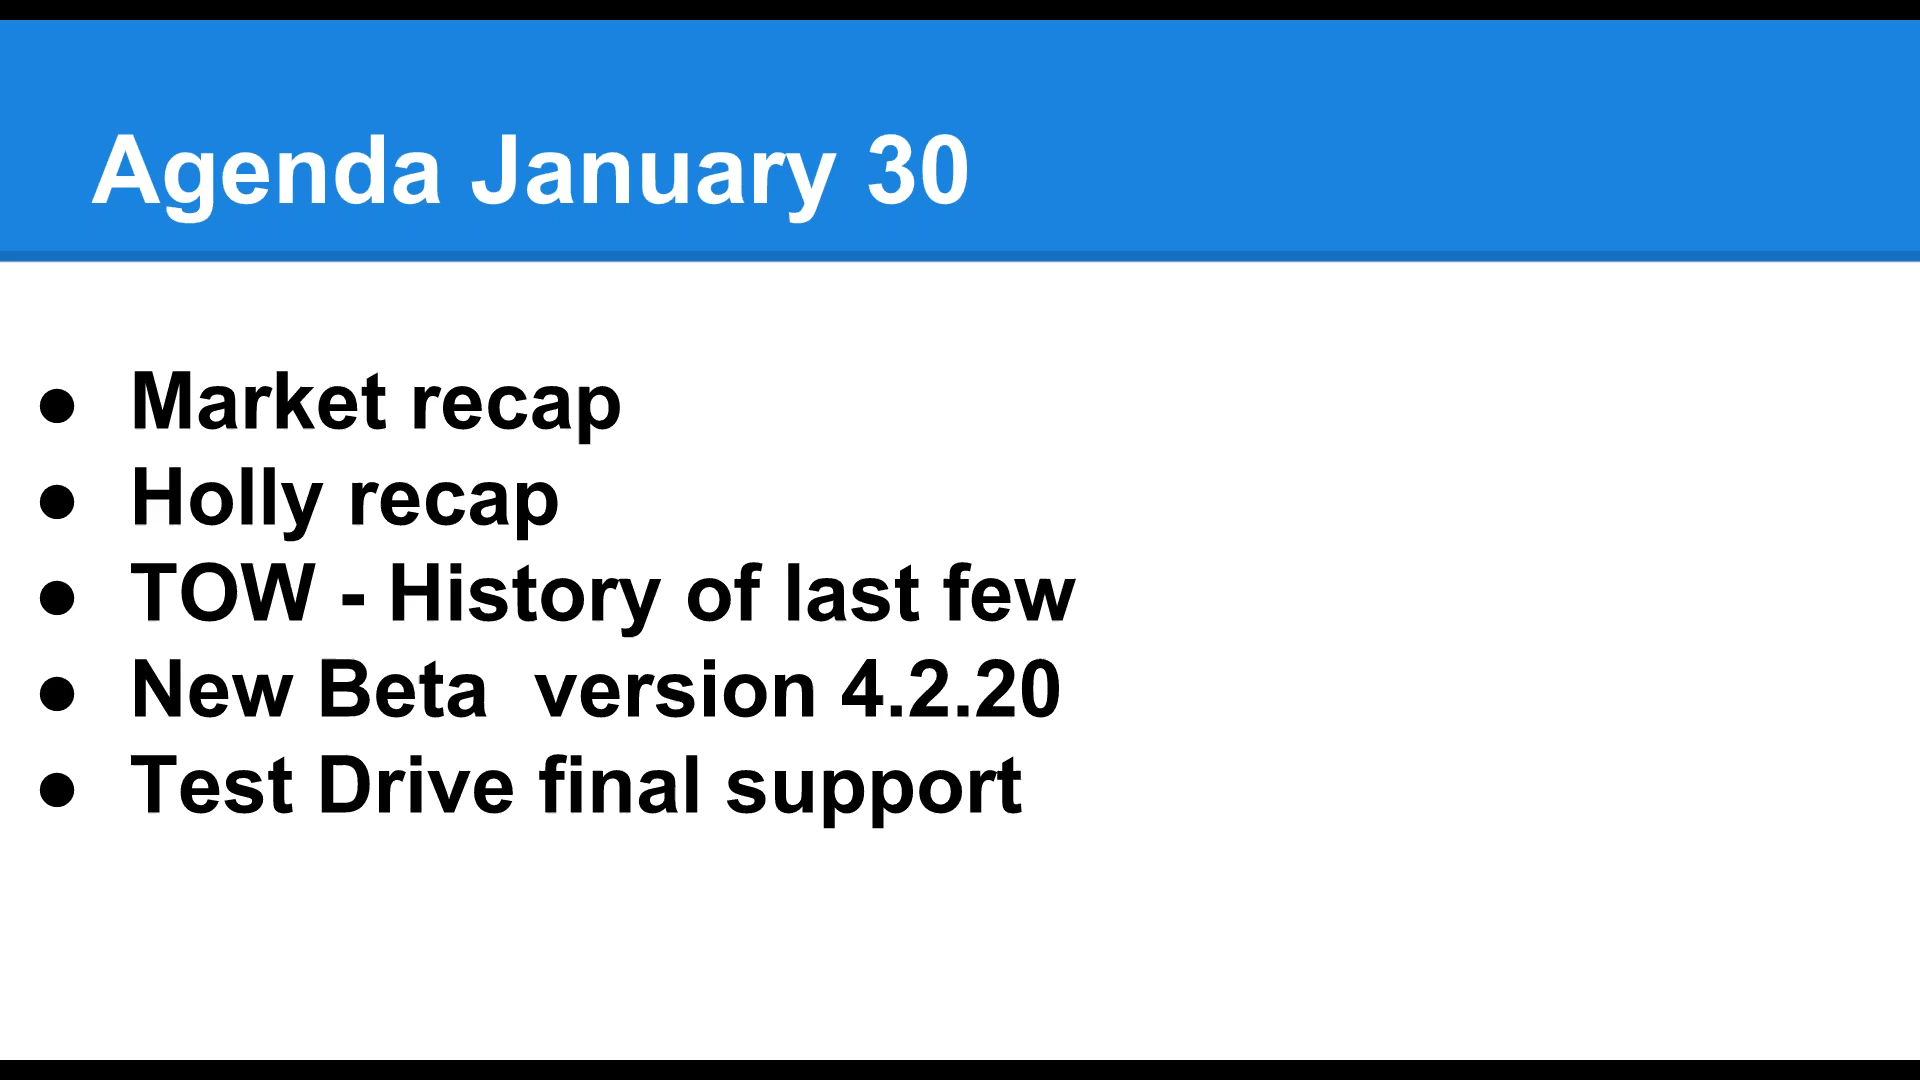 Agenda January 30
● Market recap
● Holly recap
● TOW - History of last few
● New Beta  version 4.2.20
● Test Drive final support